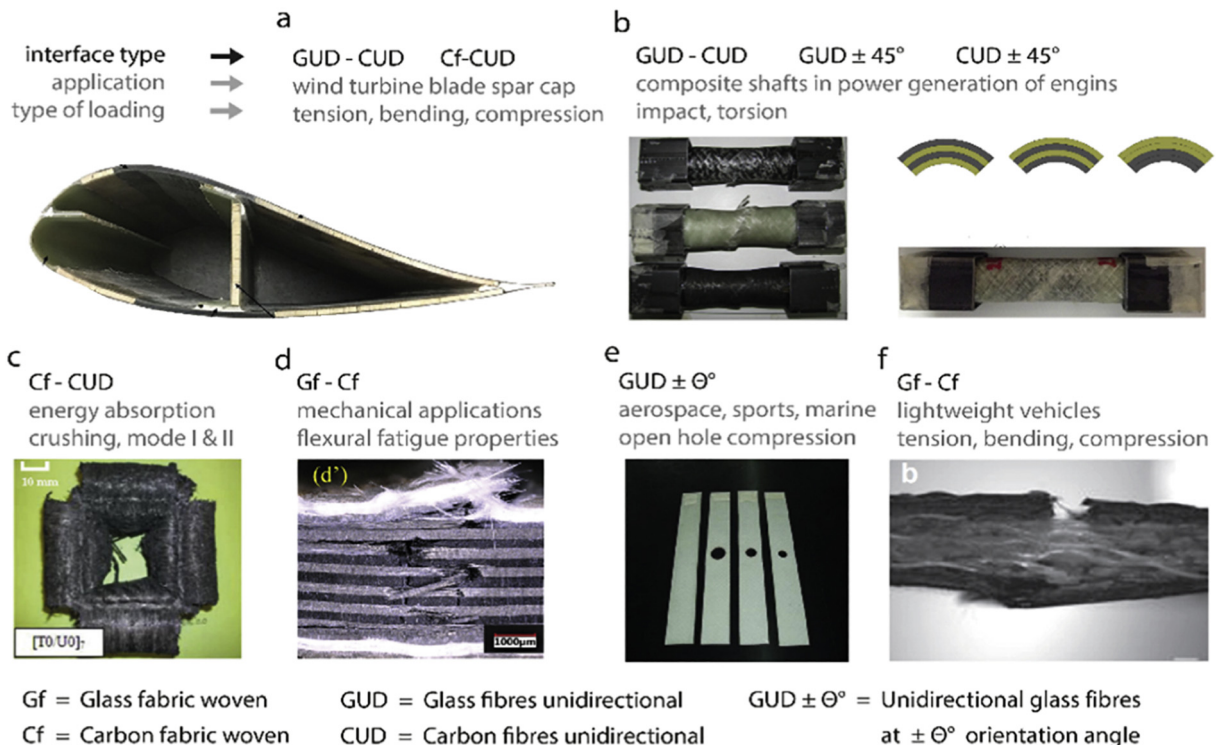 a
interface type
GUD - CUD Cf-CUD
application
wind turbine blade spar cap
type of loading
tension, bending, compression
b
GUD - CUD GUD ± 45° CUD ± 45°
composite shafts in power generation of engins
impact, torsion
c
Cf - CUD
energy absorption
crushing, mode I & II
10 mm
[T0/U0]7
d
Gf - Cf
mechanical applications
flexural fatigue properties
(d')
1000µm
e
GUD ± Θ°
aerospace, sports, marine
open hole compression
f
Gf - Cf
lightweight vehicles
tension, bending, compression
b
Gf = Glass fabric woven
GUD = Glass fibres unidirectional
GUD ± Θ° = Unidirectional glass fibres
Cf = Carbon fabric woven
CUD = Carbon fibres unidirectional
at ± Θ° orientation angle